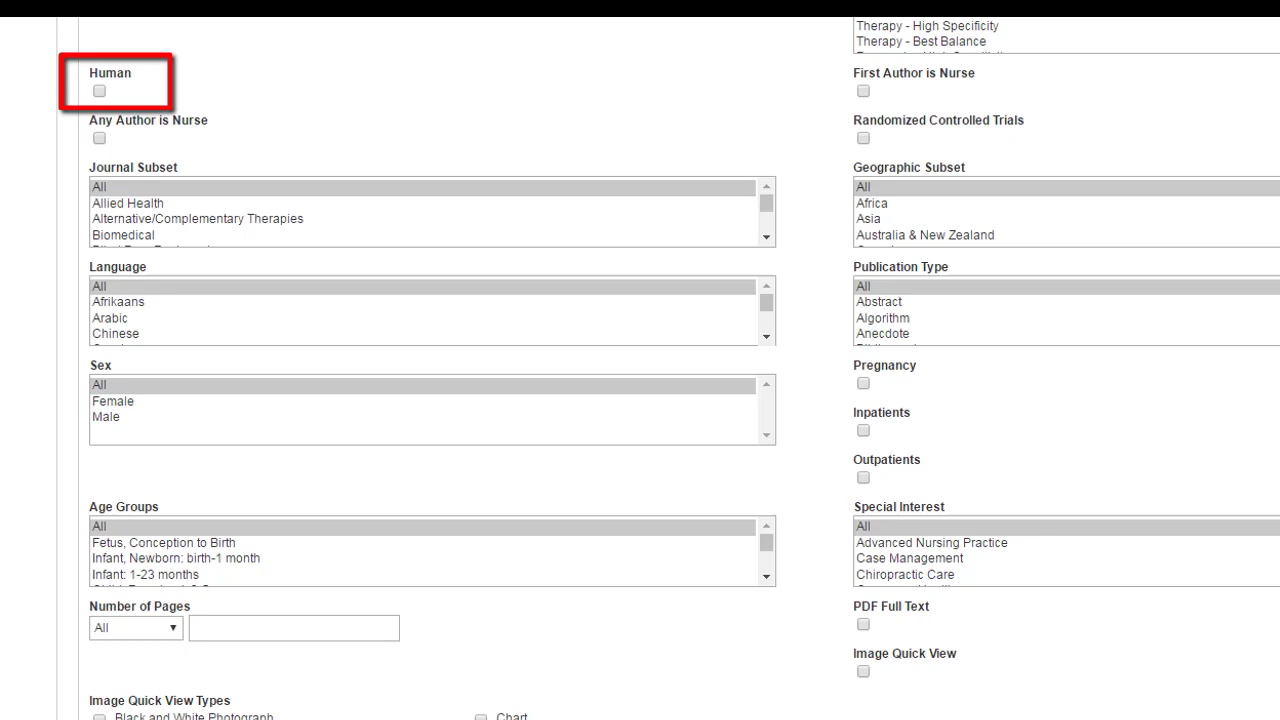 Therapy - High Specificity
Therapy - Best Balance
Human
First Author is Nurse
Any Author is Nurse
Randomized Controlled Trials
Journal Subset
All
Allied Health
Alternative/Complementary Therapies
Biomedical
Geographic Subset
All
Africa
Asia
Australia & New Zealand
Language
All
Afrikaans
Arabic
Chinese
Publication Type
All
Abstract
Algorithm
Anecdote
Sex
All
Female
Male
Pregnancy
Inpatients
Outpatients
Age Groups
All
Fetus, Conception to Birth
Infant, Newborn: birth-1 month
Infant: 1-23 months
Special Interest
All
Advanced Nursing Practice
Case Management
Chiropractic Care
Number of Pages
All
PDF Full Text
Image Quick View
Image Quick View Types
Black and White Photograph
Chart